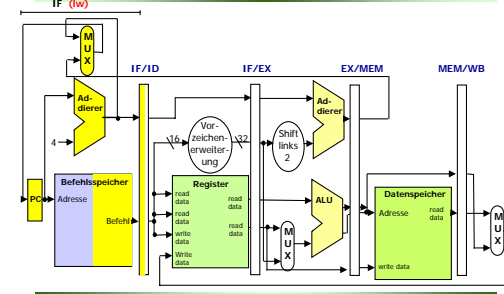 IF (lw)
M
U
X
IF/ID
IF/EX
EX/MEM
MEM/WB
Ad-
dierer
4
16
Vor-
zeichen-
erweiter-
ung
32
Shift
links
2
Ad-
dierer
PC
Befehlsspeicher
Adresse
Befehl
Register
read
data
read
data
write
data
Write
data
read
data
read
data
M
U
X
ALU
Datenspeicher
Adresse
read
data
write data
M
U
X